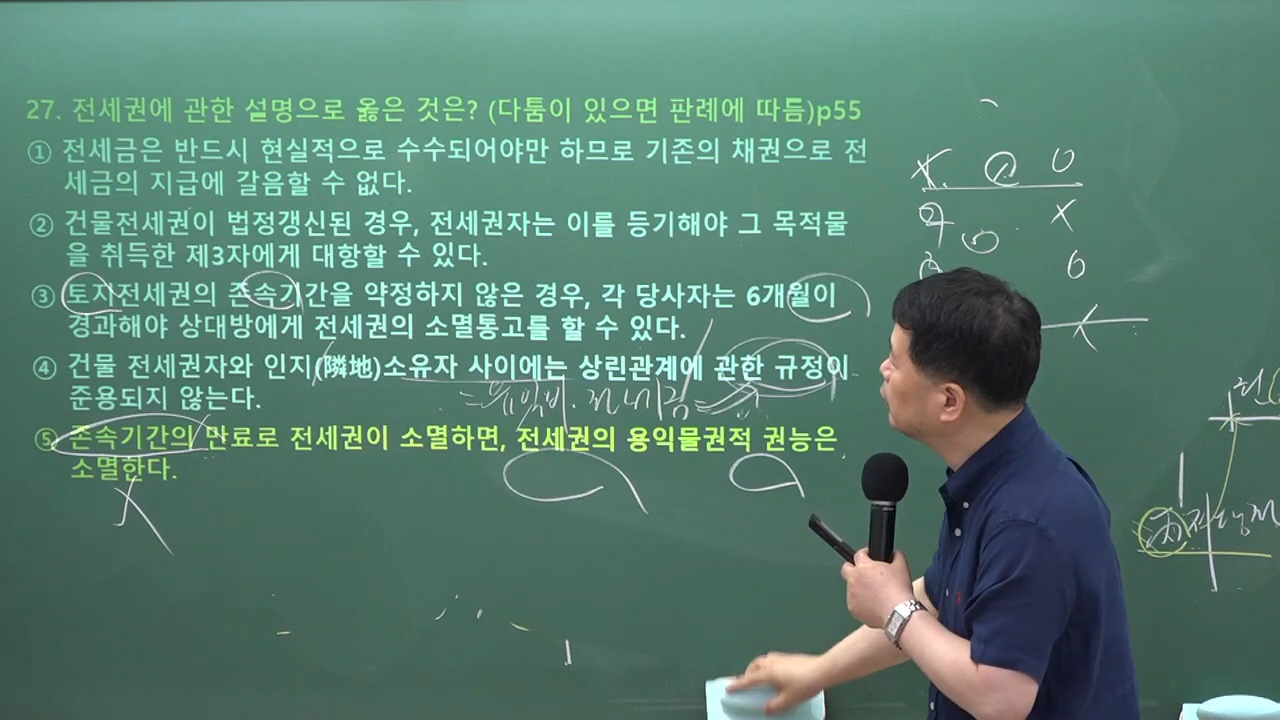 27. 전세권에 관한 설명으로 옳은 것은? (다툼이 있으면 판례에 따름)p55
① 전세금은 반드시 현실적으로 수수되어야만 하므로 기존의 채권으로 전
세금의 지급에 갈음할 수 없다.
② 건물전세권이 법정갱신된 경우, 전세권자는 이를 등기해야 그 목적물
을 취득한 제3자에게 대항할 수 있다.
③ 토지전세권의 존속기간을 약정하지 않은 경우, 각 당사자는 6개월이
경과해야 상대방에게 전세권의 소멸통고를 할 수 있다.
④ 건물 전세권자와 인지(隣地)소유자 사이에는 상린관계에 관한 규정이
준용되지 않는다.
⑤ 존속기간의 만료로 전세권이 소멸하면, 전세권의 용익물권적 권능은
소멸한다.